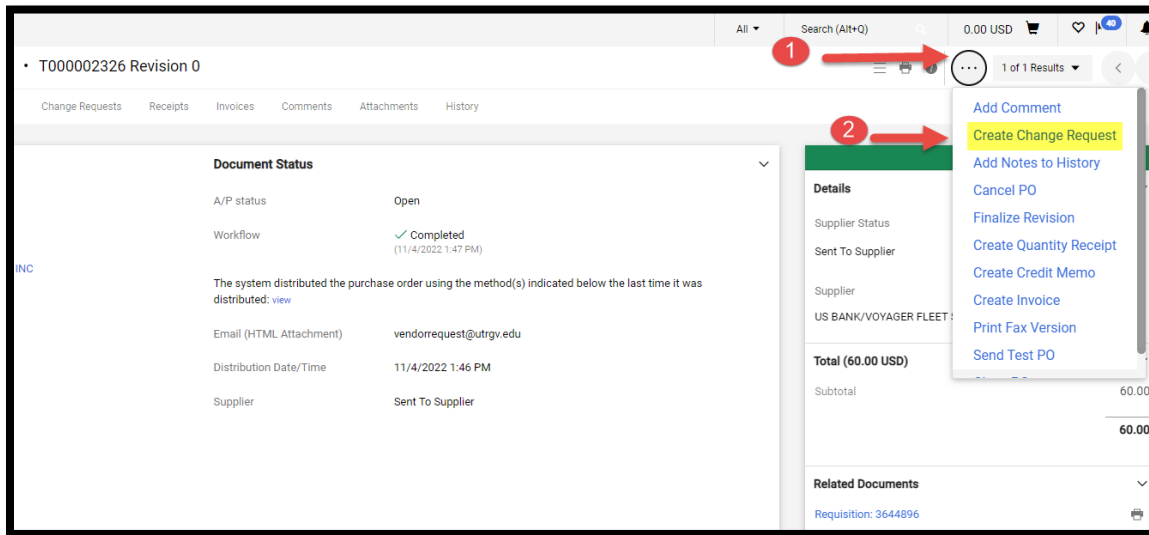 All
Search (Alt+Q)
0.00 USD
40
• T000002326 Revision 0
1
... 1 of 1 Results
Change Requests Receipts Invoices Comments Attachments History
Add Comment
2
Create Change Request
Add Notes to History
Cancel PO
Finalize Revision
Create Quantity Receipt
Create Credit Memo
Create Invoice
Print Fax Version
Send Test PO
INC
Document Status
A/P status Open
Workflow Completed
(11/4/2022 1:47 PM)
The system distributed the purchase order using the method(s) indicated below the last time it was
distributed: view
Email (HTML Attachment) vendorrequest@utrgv.edu
Distribution Date/Time 11/4/2022 1:46 PM
Supplier Sent To Supplier
Details
Supplier Status
Sent To Supplier
Supplier
US BANK/VOYAGER FLEET
Total (60.00 USD)
Subtotal 60.00
60.00
Related Documents
Requisition: 3644896